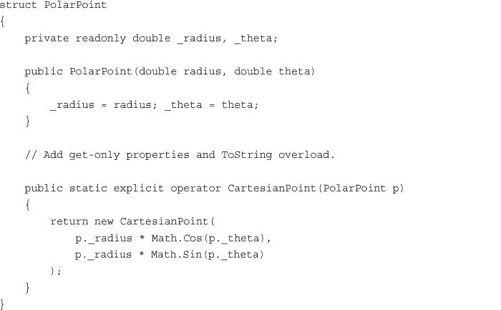 struct PolarPoint
{
    private readonly double _radius, _theta;

    public PolarPoint(double radius, double theta)
    {
        _radius = radius; _theta = theta;
    }

    // Add get-only properties and ToString overload.

    public static explicit operator CartesianPoint(PolarPoint p)
    {
        return new CartesianPoint(
            p._radius * Math.Cos(p._theta),
            p._radius * Math.Sin(p._theta)
        );
    }
}